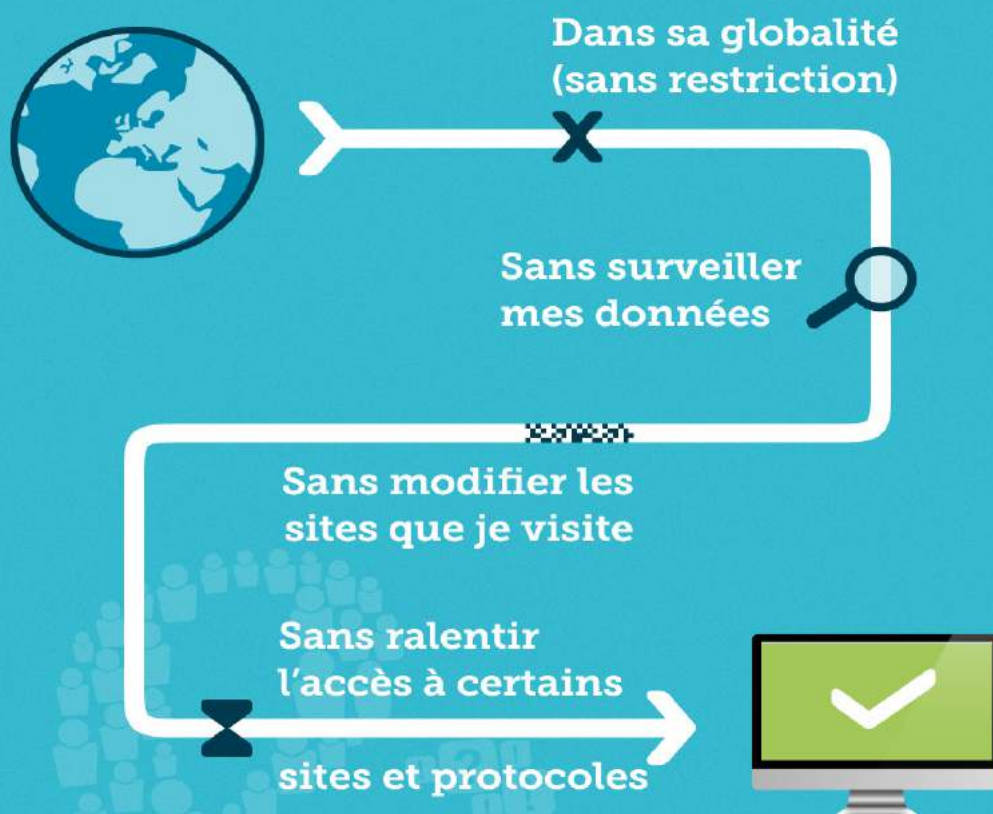 Dans sa globalité
(sans restriction)
Sans surveiller
mes données
Sans modifier les
sites que je visite
Sans ralentir
l'accès à certains
sites et protocoles